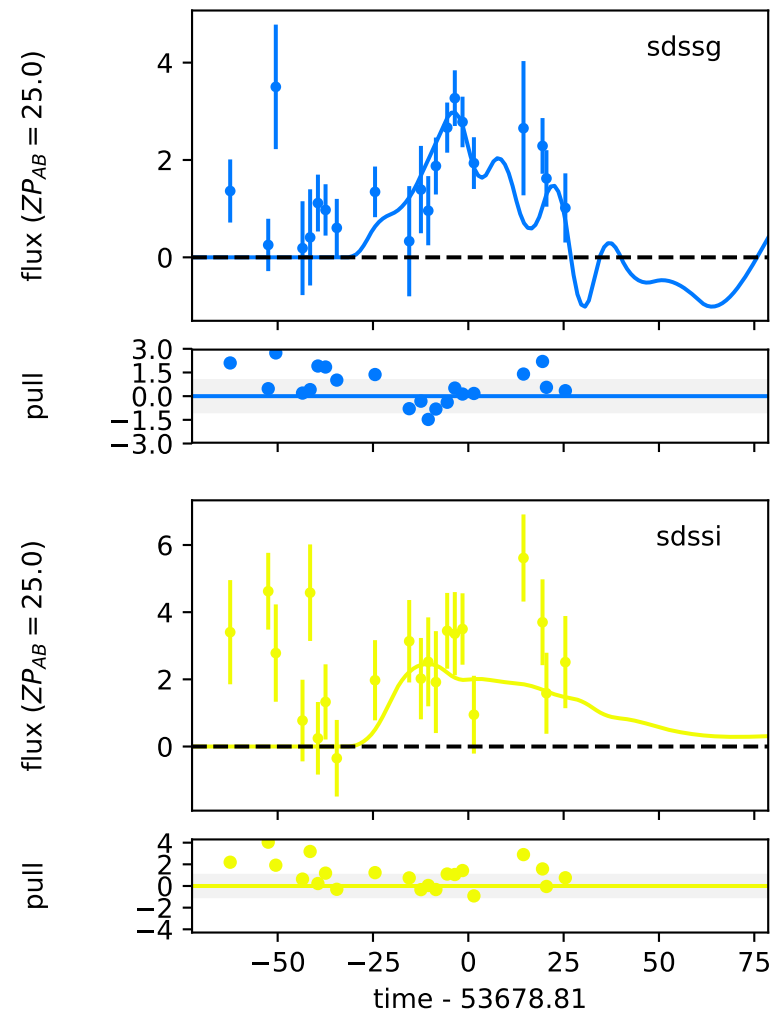 sdssg
flux (ZP_AB = 25.0)
4
2
0
pull
3.0
1.5
0.0
−1.5
−3.0
sdssi
flux (ZP_AB = 25.0)
6
4
2
0
pull
4
2
0
−2
−4
−50 −25 0 25 50 75
time - 53678.81